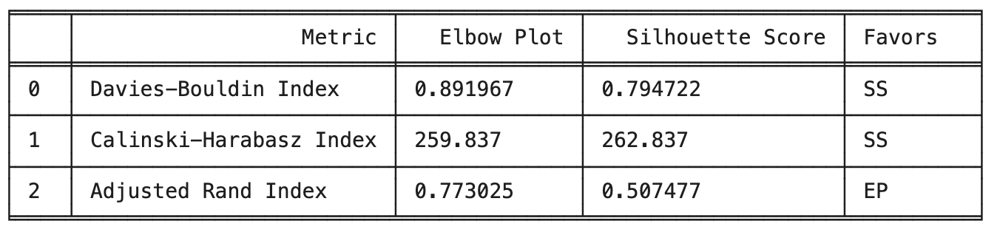 Metric Elbow Plot Silhouette Score Favors
0 Davies-Bouldin Index 0.891967 0.794722 SS
1 Calinski-Harabasz Index 259.837 262.837 SS
2 Adjusted Rand Index 0.773025 0.507477 EP